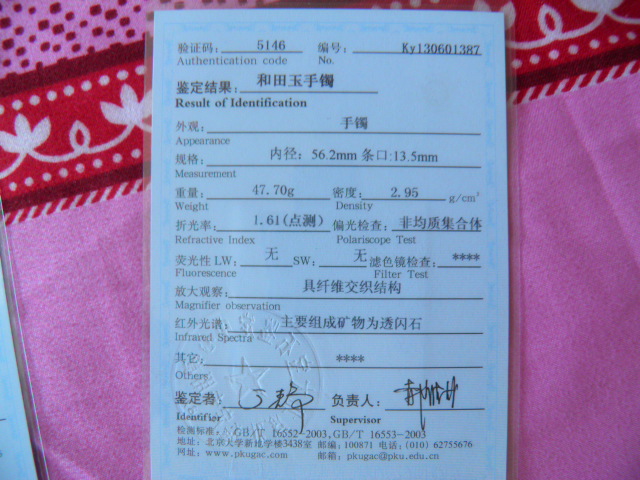 验证码: 5146 编号: Ky130601387
Authentication code No.
鉴定结果: 和田玉手镯
Result of Identification
外观: 手镯
Appearance
规格: 内径: 56.2mm 条口:13.5mm
Measurement
重量: 47.70g 密度: 2.95 g/cm³
Weight Density
折光率: 1.61(点测) 偏光检查: 非均质集合体
Refractive Index Polariscope Test
荧光性 LW: 无 SW: 无 滤色镜检查: ****
Fluorescence Filter Test
放大观察: 具纤维交织结构
Magnifier observation
红外光谱: 主要组成矿物为透闪石
Infrared Spectra
其它: ****
Others
鉴定者: 负责人:
Identifier Supervisor
检测标准: GB/T 16552-2003,GB/T 16553-2003
地址: 北京大学新地学楼3438室 邮编: 100871 电话: (010) 62755676
网址: www.pkugac.com 邮箱: pkugac@pku.edu.cn